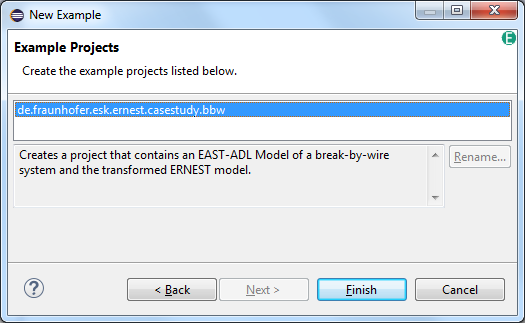 New Example
Example Projects
E
Create the example projects listed below.
de.fraunhofer.esk.ernest.casestudy.bbw
Creates a project that contains an EAST-ADL Model of a break-by-wire
system and the transformed ERNEST model.
Rename...
? < Back Next > Finish Cancel